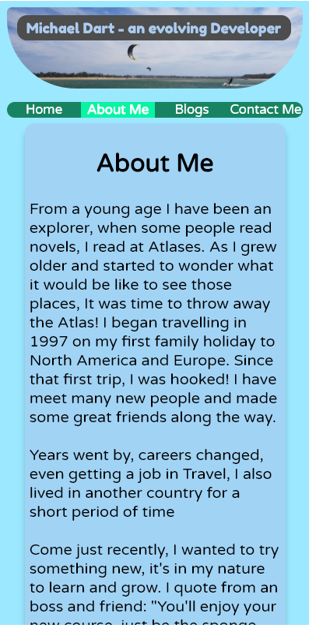 Michael Dart - an evolving Developer
Home About Me Blogs Contact Me
About Me
From a young age I have been an
explorer, when some people read
novels, I read at Atlases. As I grew
older and started to wonder what
it would be like to see those
places, It was time to throw away
the Atlas! I began travelling in
1997 on my first family holiday to
North America and Europe. Since
that first trip, I was hooked! I have
meet many new people and made
some great friends along the way.
Years went by, careers changed,
even getting a job in Travel, I also
lived in another country for a
short period of time
Come just recently, I wanted to try
something new, it's in my nature
to learn and grow. I quote from an
boss and friend: "You'll enjoy your
new course, just be the sponge